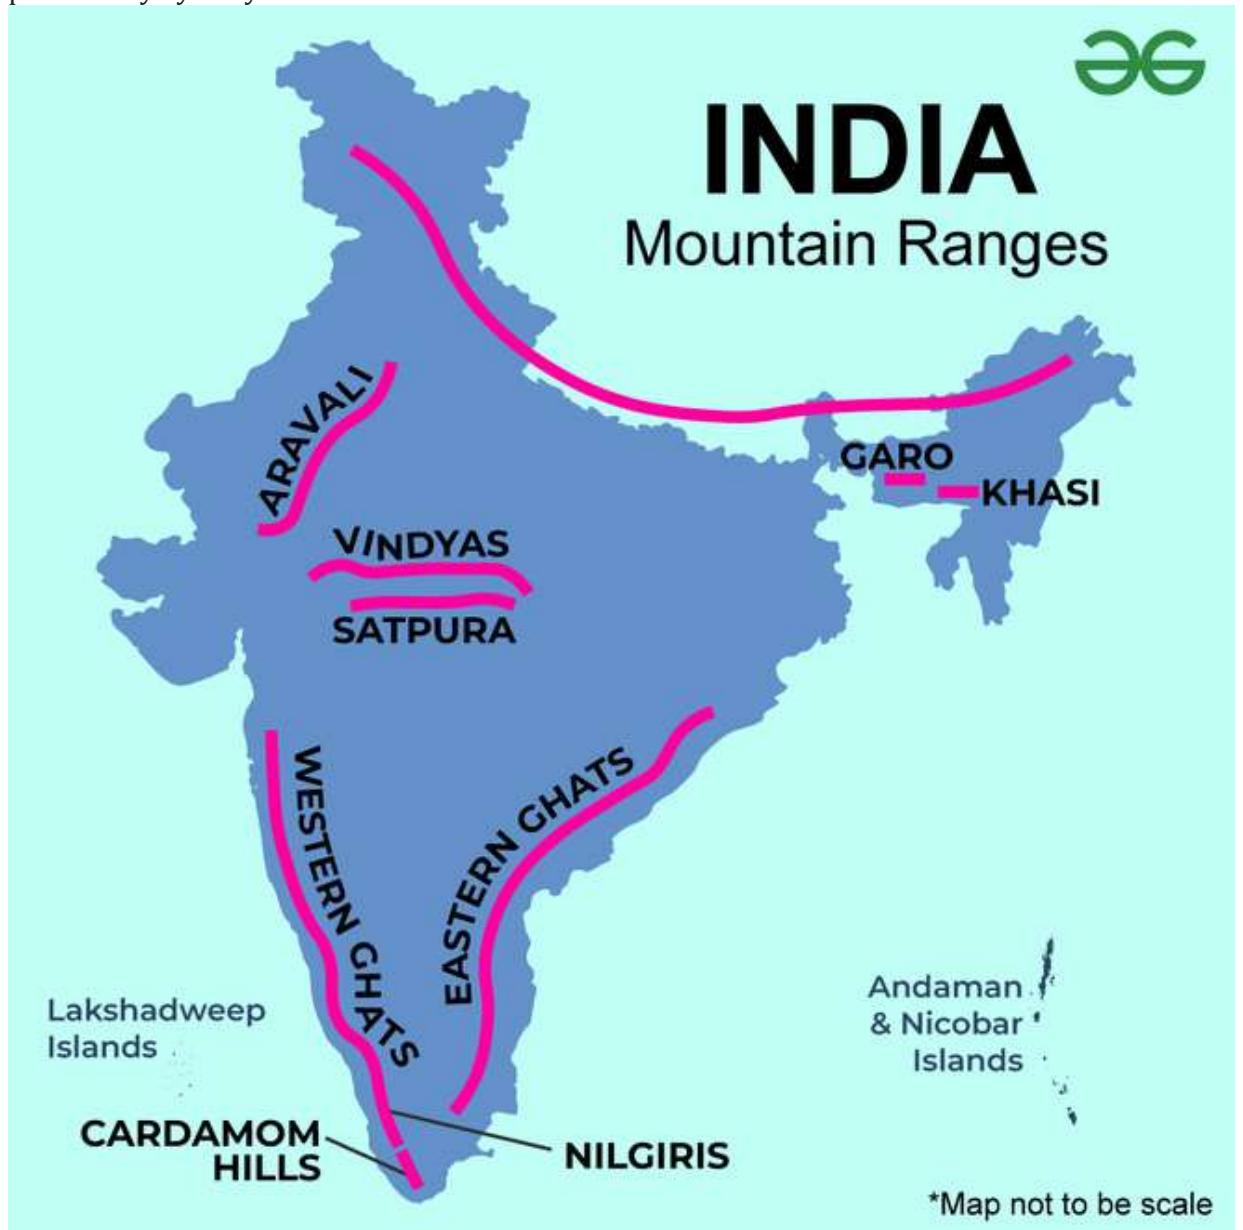 INDIA
Mountain Ranges
ARAVALI
GARO
KHASI
VINDYAS
SATPURA
WESTERN GHATS
EASTERN GHATS
Lakshadweep
Islands
Andaman
& Nicobar
Islands
CARDAMOM
HILLS
NILGIRIS
*Map not to be scale